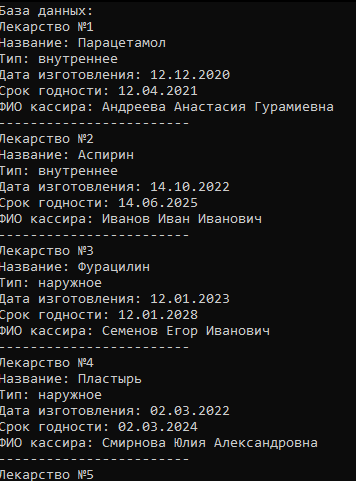 База данных:
Лекарство №1
Название: Парацетамол
Тип: внутреннее
Дата изготовления: 12.12.2020
Срок годности: 12.04.2021
ФИО кассира: Андреева Анастасия Гурамиевна
------------------------
Лекарство №2
Название: Аспирин
Тип: внутреннее
Дата изготовления: 14.10.2022
Срок годности: 14.06.2025
ФИО кассира: Иванов Иван Иванович
------------------------
Лекарство №3
Название: Фурацилин
Тип: наружное
Дата изготовления: 12.01.2023
Срок годности: 12.01.2028
ФИО кассира: Семенов Егор Иванович
------------------------
Лекарство №4
Название: Пластырь
Тип: наружное
Дата изготовления: 02.03.2022
Срок годности: 02.03.2024
ФИО кассира: Смирнова Юлия Александровна
------------------------
Лекарство №5